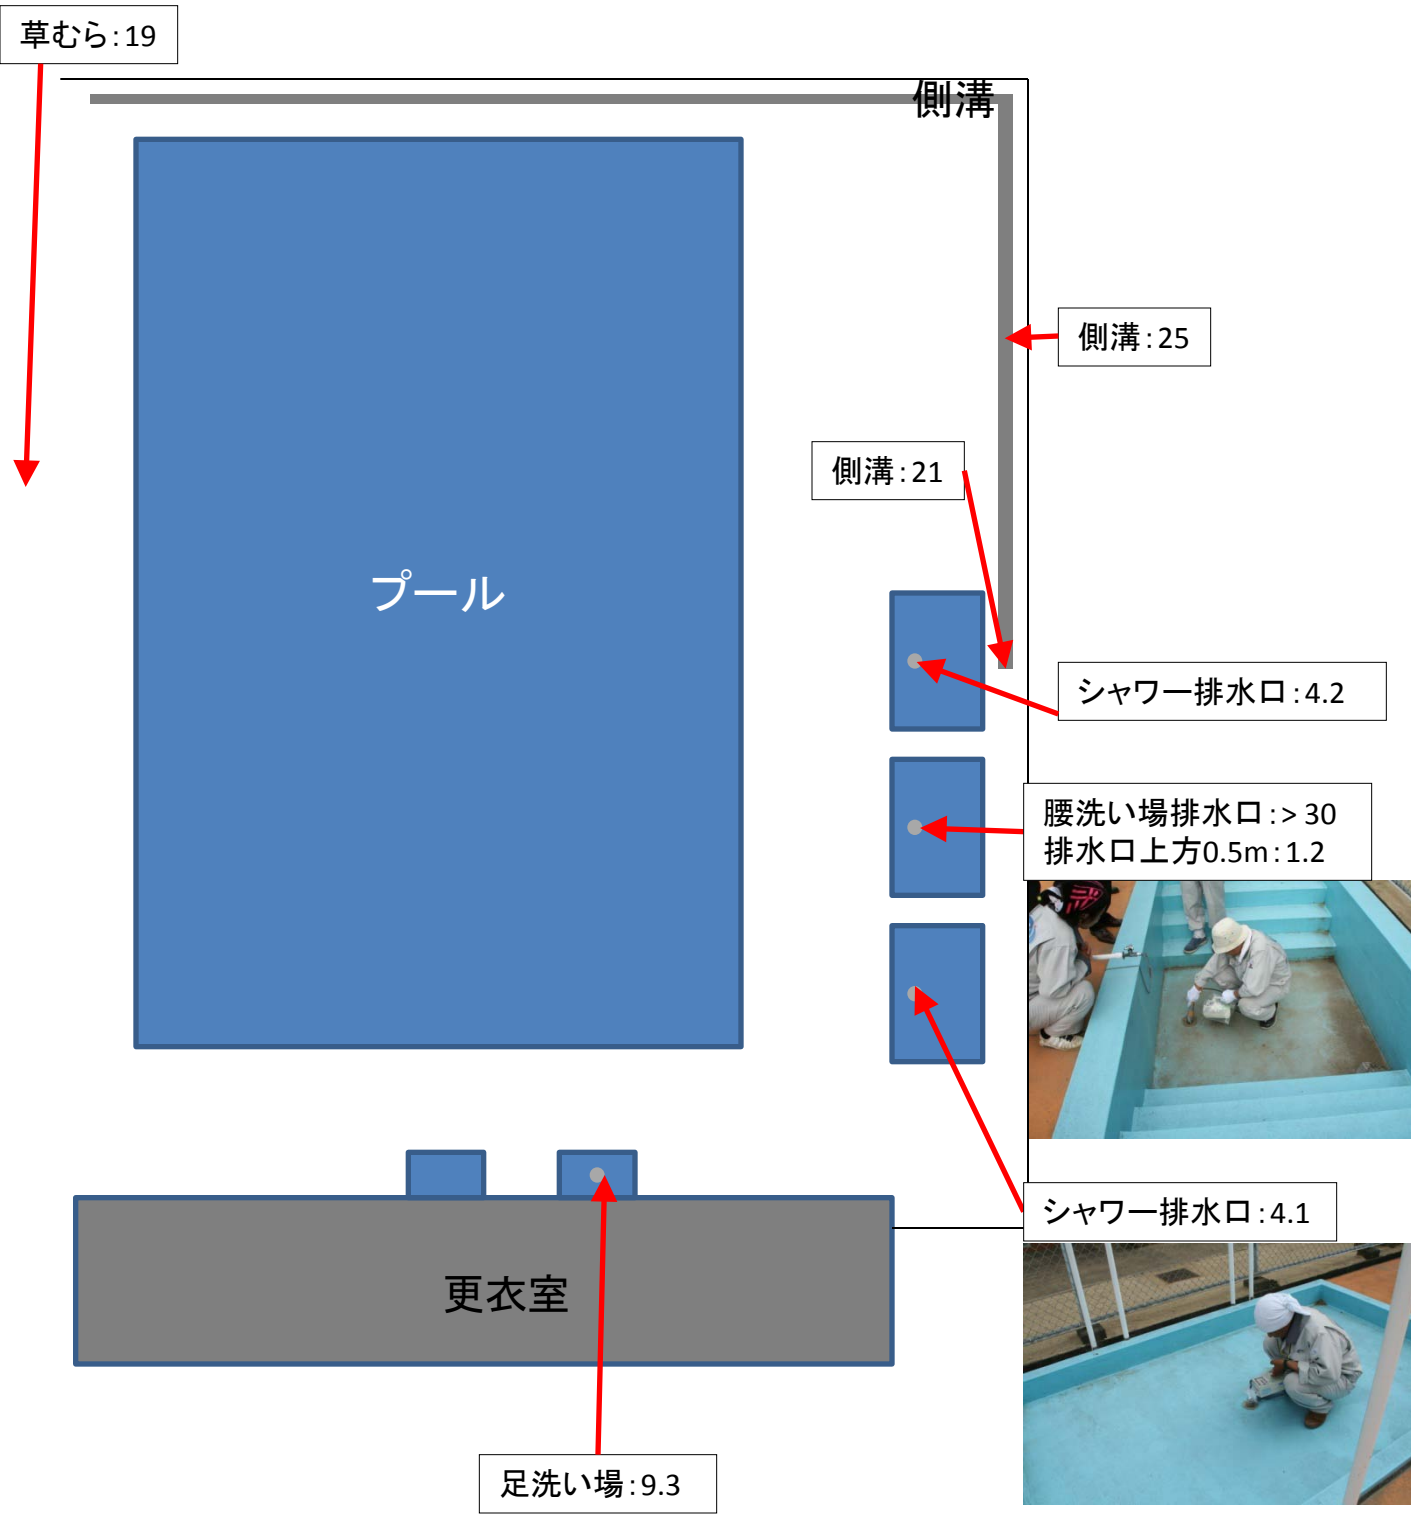 草むら:19
側溝
側溝:25
側溝:21
プール
シャワー排水口:4.2
腰洗い場排水口:> 30
排水口上方0.5m:1.2
シャワー排水口:4.1
更衣室
足洗い場:9.3